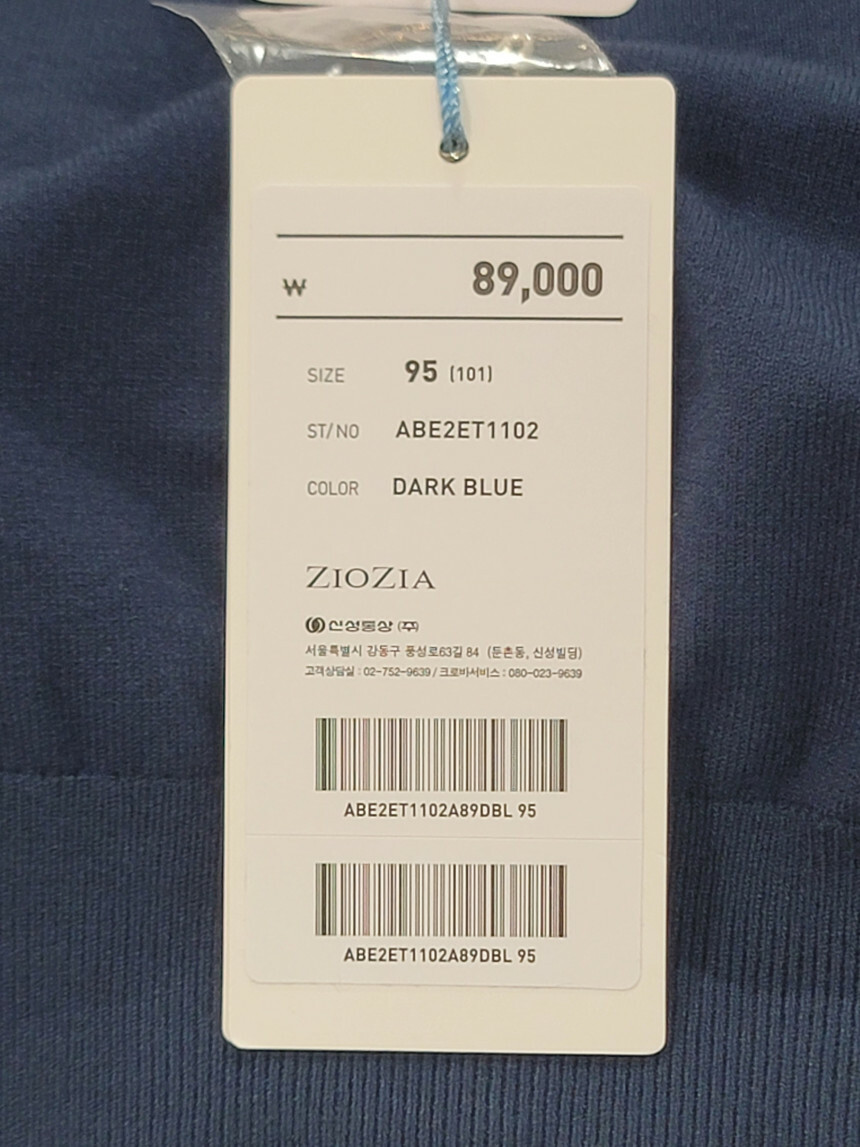 ₩ 89,000
SIZE 95 (101)
ST/NO ABE2ET1102
COLOR DARK BLUE
ZIOZIA
신성통상 (주)
서울특별시 강동구 풍성로63길 84 (둔촌동, 신성빌딩)
고객상담실 : 02-752-9639 / 크로바서비스 : 080-023-9639
ABE2ET1102A89DBL 95
ABE2ET1102A89DBL 95